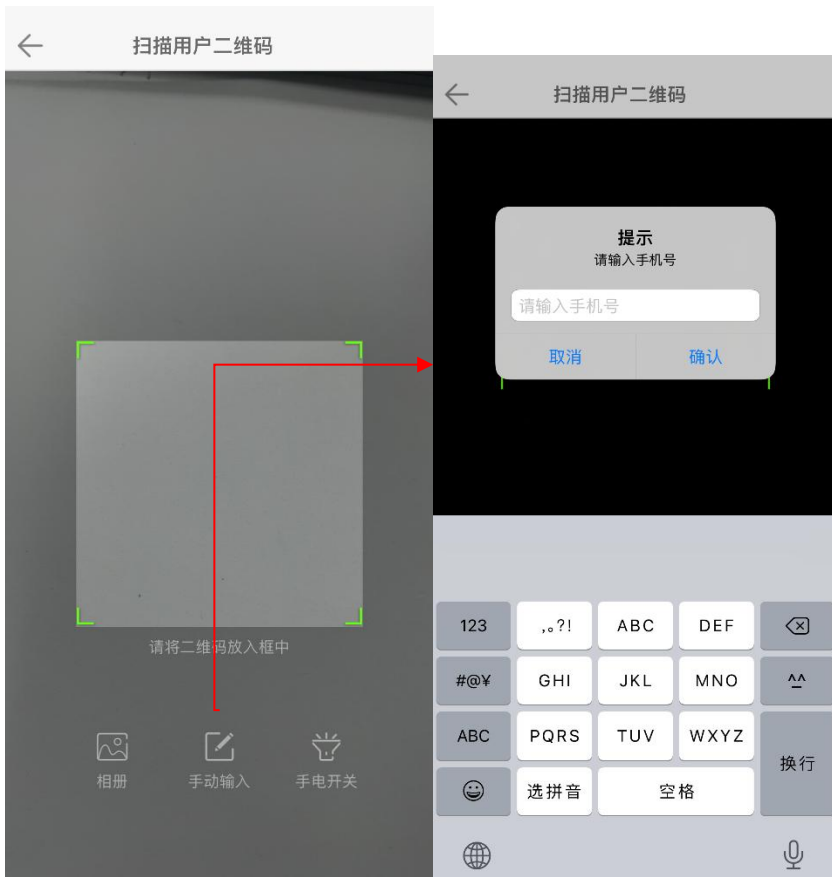 扫描用户二维码
请将二维码放入框中
相册 手动输入 手电开关
扫描用户二维码
提示
请输入手机号
请输入手机号
取消 确认
123 ,。?! ABC DEF
#@¥ GHI JKL MNO ^^
ABC PQRS TUV WXYZ 换行
选拼音 空格